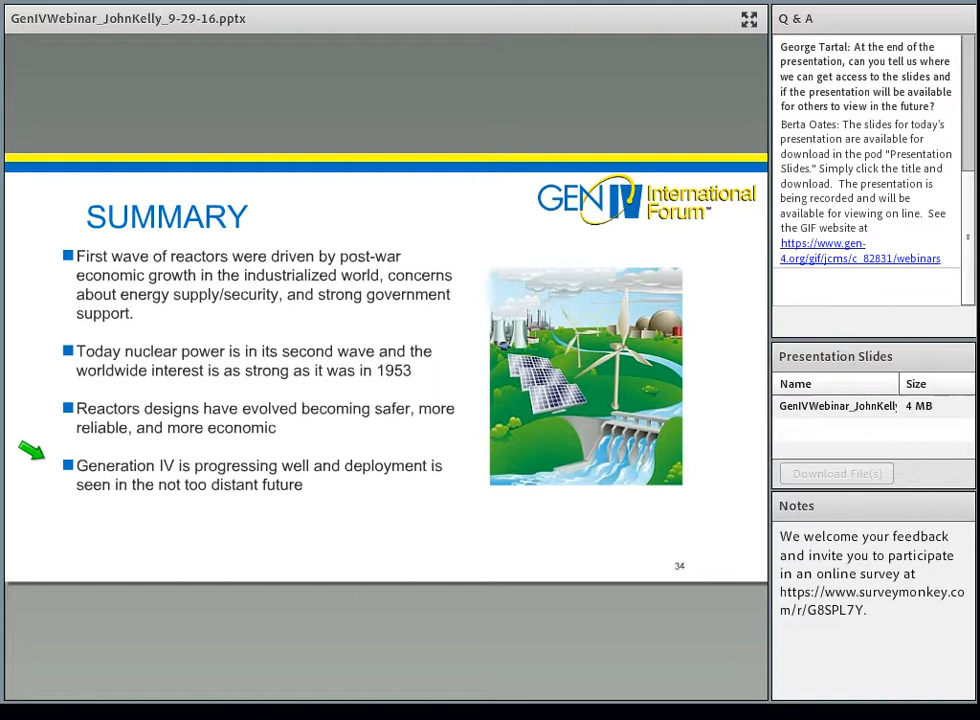 GenIVWebinar_JohnKelly_9-29-16.pptx
SUMMARY
GEN IV International
Forum™
First wave of reactors were driven by post-war
economic growth in the industrialized world, concerns
about energy supply/security, and strong government
support.
Today nuclear power is in its second wave and the
worldwide interest is as strong as it was in 1953
Reactors designs have evolved becoming safer, more
reliable, and more economic
Generation IV is progressing well and deployment is
seen in the not too distant future
34
Q & A
George Tartal: At the end of the
presentation, can you tell us where
we can get access to the slides and
if the presentation will be available
for others to view in the future?
Berta Oates: The slides for today's
presentation are available for
download in the pod "Presentation
Slides." Simply click the title and
download. The presentation is
being recorded and will be
available for viewing on line. See
the GIF website at
https://www.gen-
4.org/gif/jcms/c_82831/webinars
Presentation Slides
Name Size
GenIVWebinar_JohnKelly 4 MB
Download File(s)
Notes
We welcome your feedback
and invite you to participate
in an online survey at
https://www.surveymonkey.co
m/r/G8SPL7Y.